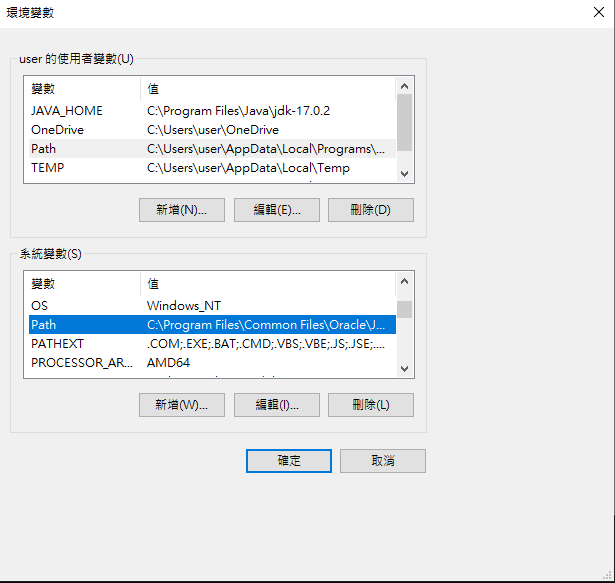 環境變數
user 的使用者變數(U)
變數 值
JAVA_HOME C:\Program Files\Java\jdk-17.0.2
OneDrive C:\Users\user\OneDrive
Path C:\Users\user\AppData\Local\Programs\...
TEMP C:\Users\user\AppData\Local\Temp
新增(N)... 編輯(E)... 刪除(D)
系統變數(S)
變數 值
OS Windows_NT
Path C:\Program Files\Common Files\Oracle\J...
PATHEXT .COM;.EXE;.BAT;.CMD;.VBS;.VBE;.JS;.JSE;....
PROCESSOR_AR... AMD64
新增(W)... 編輯(I)... 刪除(L)
確定 取消